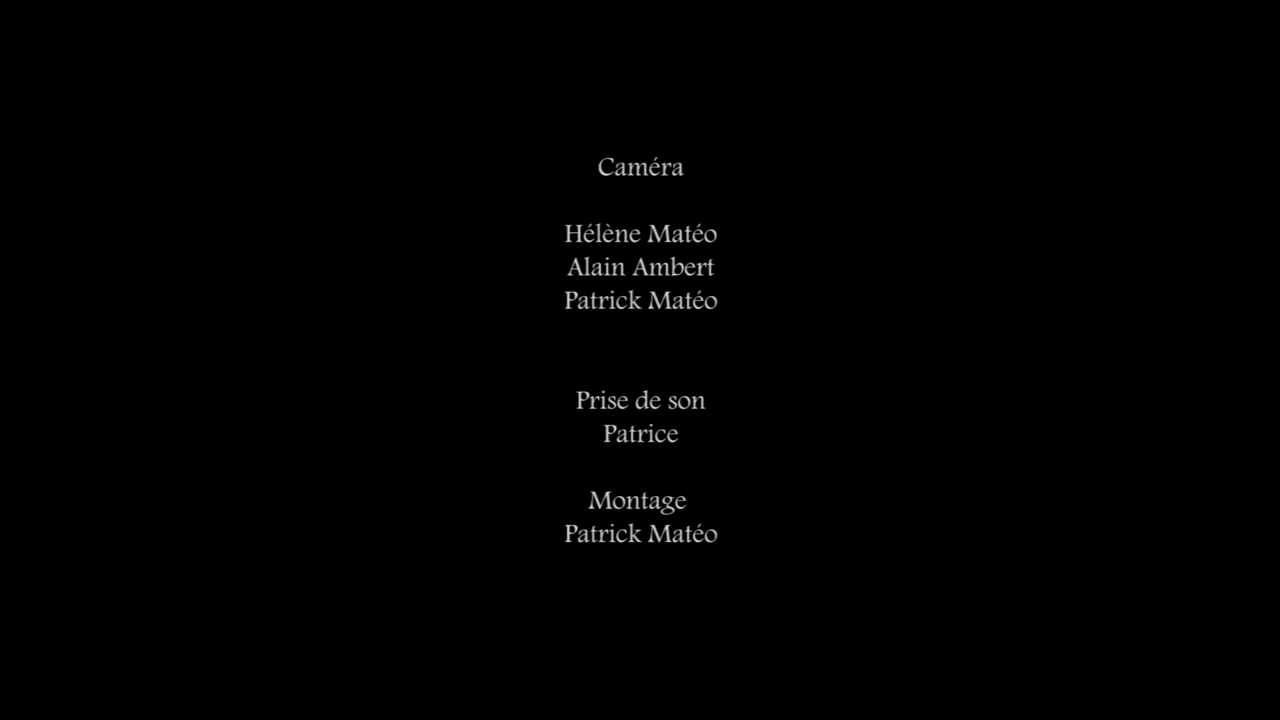 Caméra
Hélène Matéo
Alain Ambert
Patrick Matéo
Prise de son
Patrice
Montage
Patrick Matéo